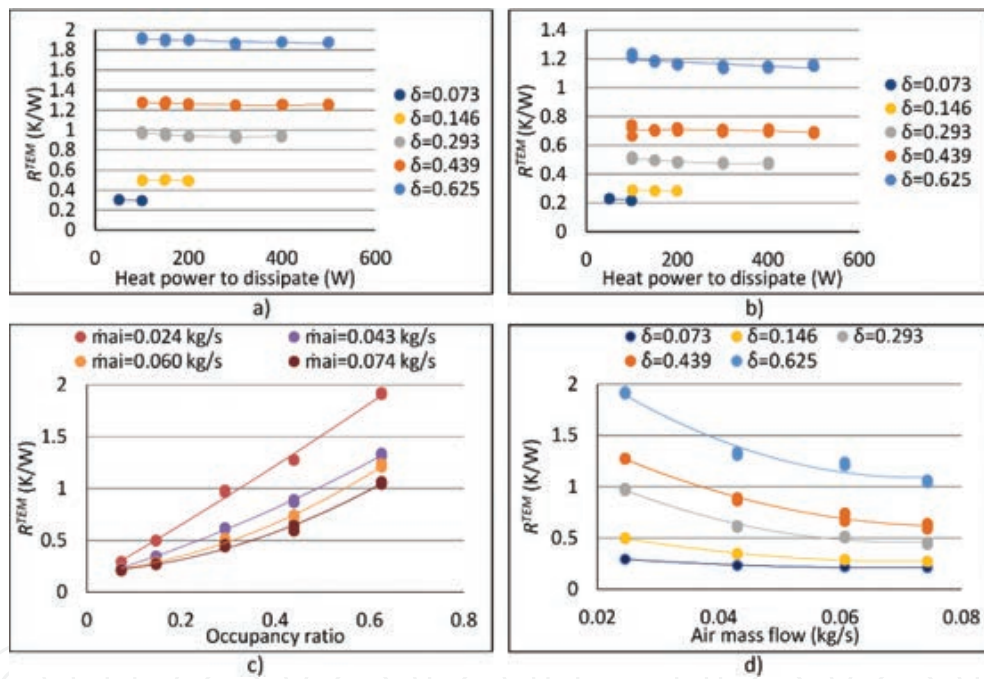 2
1.8
1.6
1.4
1.2
1
0.8
0.6
0.4
0.2
0
R^TEM (K/W)
0 200 400 600
Heat power to dissipate (W)
δ=0.073
δ=0.146
δ=0.293
δ=0.439
δ=0.625
a)
1.4
1.2
1
0.8
0.6
0.4
0.2
0
R^TEM (K/W)
0 200 400 600
Heat power to dissipate (W)
δ=0.073
δ=0.146
δ=0.293
δ=0.439
δ=0.625
b)
ṁai=0.024 kg/s ṁai=0.043 kg/s
ṁai=0.060 kg/s ṁai=0.074 kg/s
2
1.5
1
0.5
0
R^TEM (K/W)
0 0.2 0.4 0.6 0.8
Occupancy ratio
c)
δ=0.073 δ=0.146 δ=0.293
δ=0.439 δ=0.625
2
1.5
1
0.5
0
R^TEM (K/W)
0.02 0.04 0.06 0.08
Air mass flow (kg/s)
d)